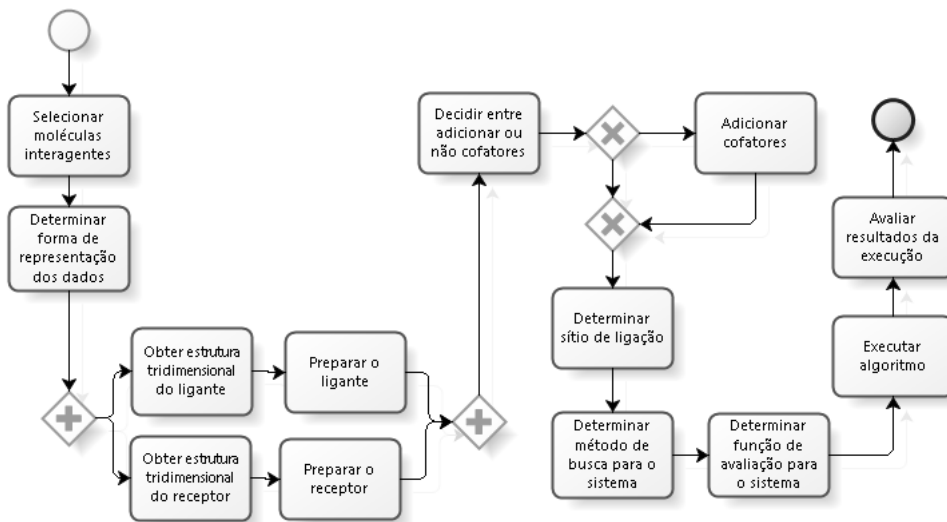 Selecionar
moléculas
interagentes
Determinar
forma de
representação
dos dados
Obter estrutura
tridimensional
do ligante
Preparar o
ligante
Obter estrutura
tridimensional
do receptor
Preparar o
receptor
Decidir entre
adicionar ou
não cofatores
Adicionar
cofatores
Determinar
sítio de ligação
Determinar
método de
busca para o
sistema
Determinar
função de
avaliação para
o sistema
Executar
algoritmo
Avaliar
resultados da
execução